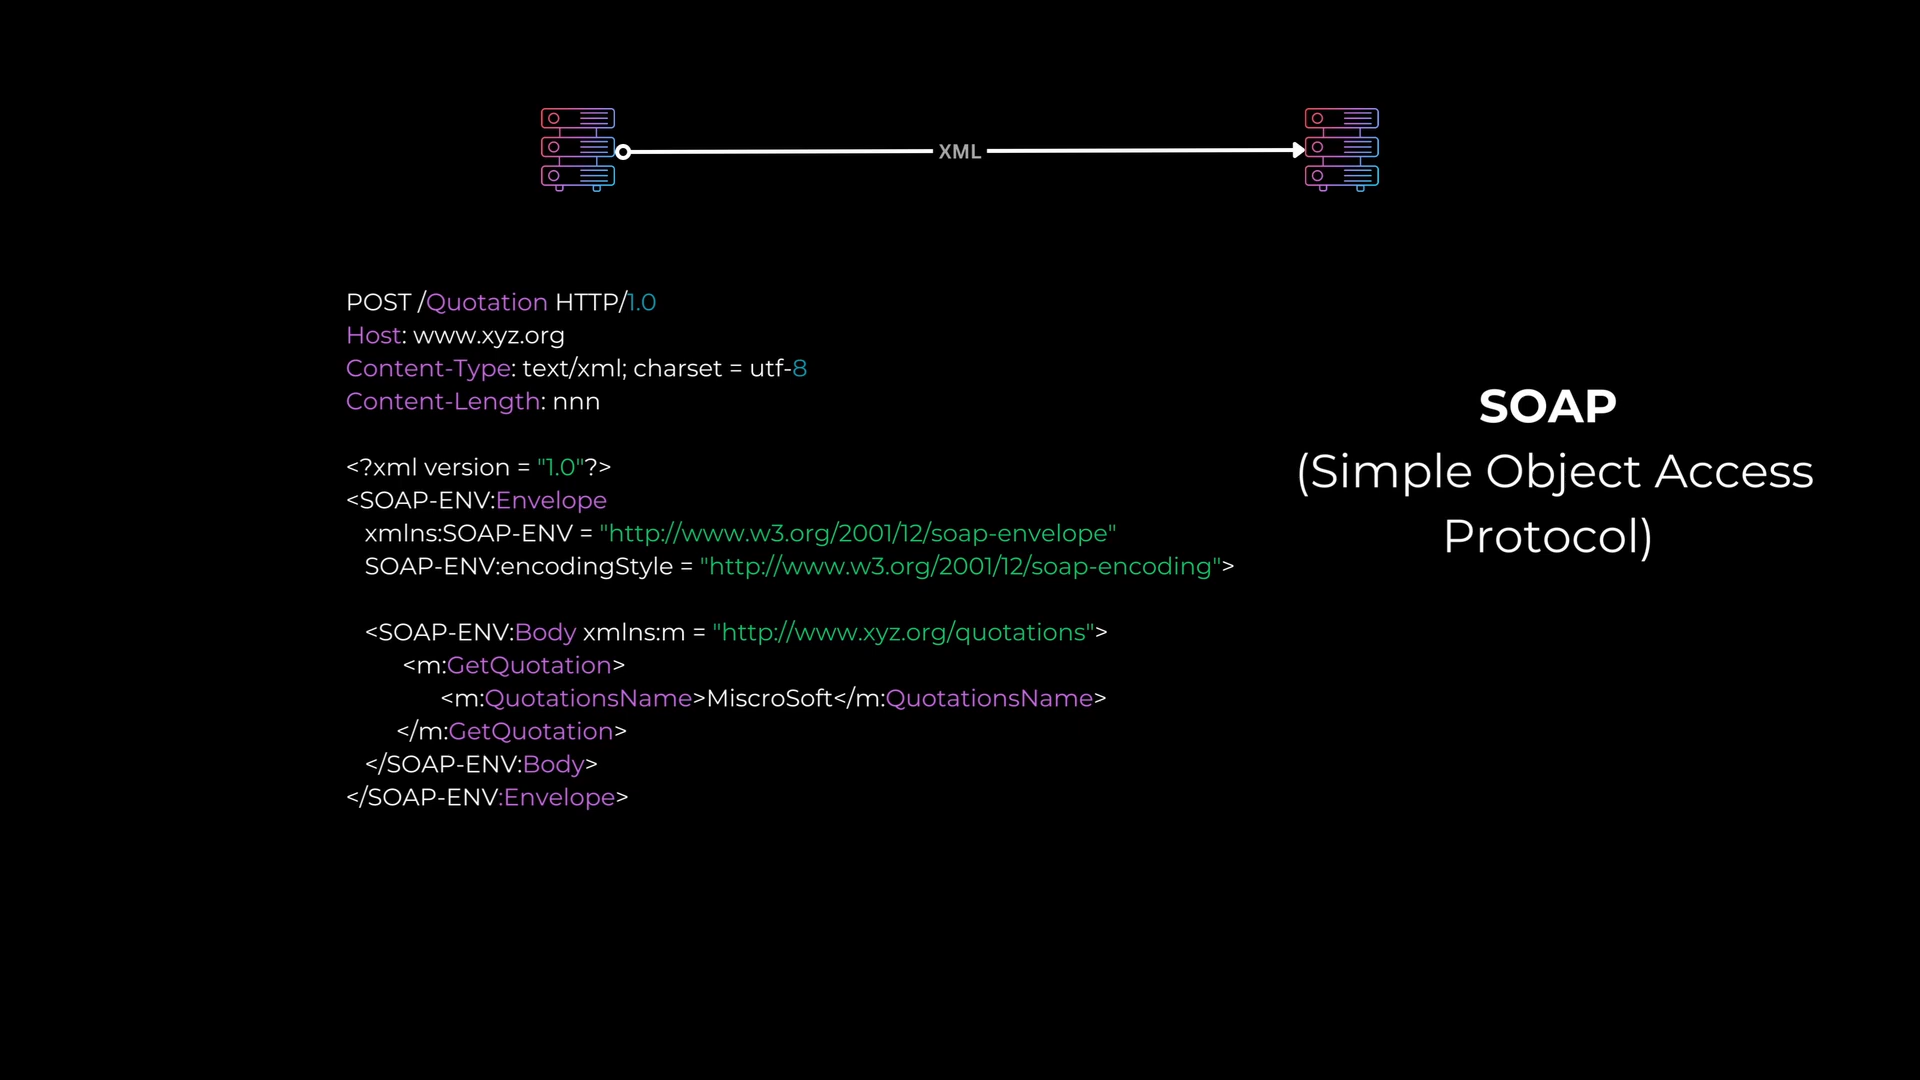 XML
POST /Quotation HTTP/1.0
Host: www.xyz.org
Content-Type: text/xml; charset = utf-8
Content-Length: nnn
<?xml version = "1.0"?>
<SOAP-ENV:Envelope
xmlns:SOAP-ENV = "http://www.w3.org/2001/12/soap-envelope"
SOAP-ENV:encodingStyle = "http://www.w3.org/2001/12/soap-encoding">
<SOAP-ENV:Body xmlns:m = "http://www.xyz.org/quotations">
<m:GetQuotation>
<m:QuotationsName>MiscroSoft</m:QuotationsName>
</m:GetQuotation>
</SOAP-ENV:Body>
</SOAP-ENV:Envelope>
SOAP
(Simple Object Access
Protocol)